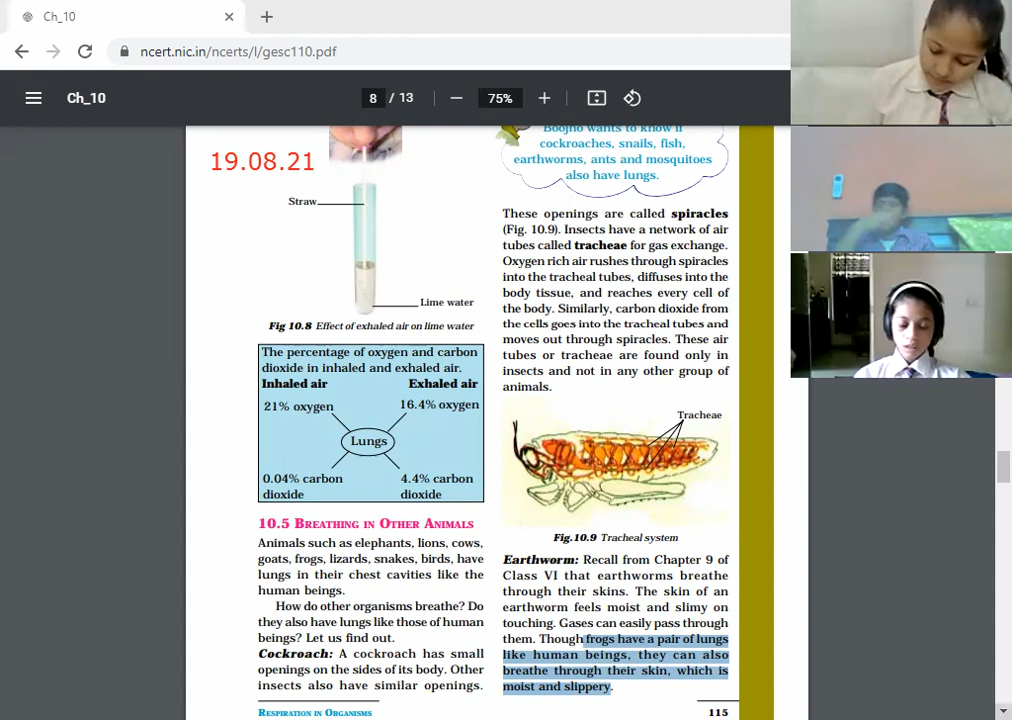 Ch_10
ncert.nic.in/ncerts/l/gesc110.pdf
Ch_10
8 / 13
75%
19.08.21
Straw
Lime water
Fig 10.8 Effect of exhaled air on lime water
The percentage of oxygen and carbon
dioxide in inhaled and exhaled air.
Inhaled air Exhaled air
21% oxygen 16.4% oxygen
Lungs
0.04% carbon 4.4% carbon
dioxide dioxide
10.5 BREATHING IN OTHER ANIMALS
Animals such as elephants, lions, cows,
goats, frogs, lizards, snakes, birds, have
lungs in their chest cavities like the
human beings.
How do other organisms breathe? Do
they also have lungs like those of human
beings? Let us find out.
Cockroach: A cockroach has small
openings on the sides of its body. Other
insects also have similar openings.
RESPIRATION IN ORGANISMS
Boojho wants to know if
cockroaches, snails, fish,
earthworms, ants and mosquitoes
also have lungs.
These openings are called spiracles
(Fig. 10.9). Insects have a network of air
tubes called tracheae for gas exchange.
Oxygen rich air rushes through spiracles
into the tracheal tubes, diffuses into the
body tissue, and reaches every cell of
the body. Similarly, carbon dioxide from
the cells goes into the tracheal tubes and
moves out through spiracles. These air
tubes or tracheae are found only in
insects and not in any other group of
animals.
Tracheae
Fig.10.9 Tracheal system
Earthworm: Recall from Chapter 9 of
Class VI that earthworms breathe
through their skins. The skin of an
earthworm feels moist and slimy on
touching. Gases can easily pass through
them. Though frogs have a pair of lungs
like human beings, they can also
breathe through their skin, which is
moist and slippery.
115